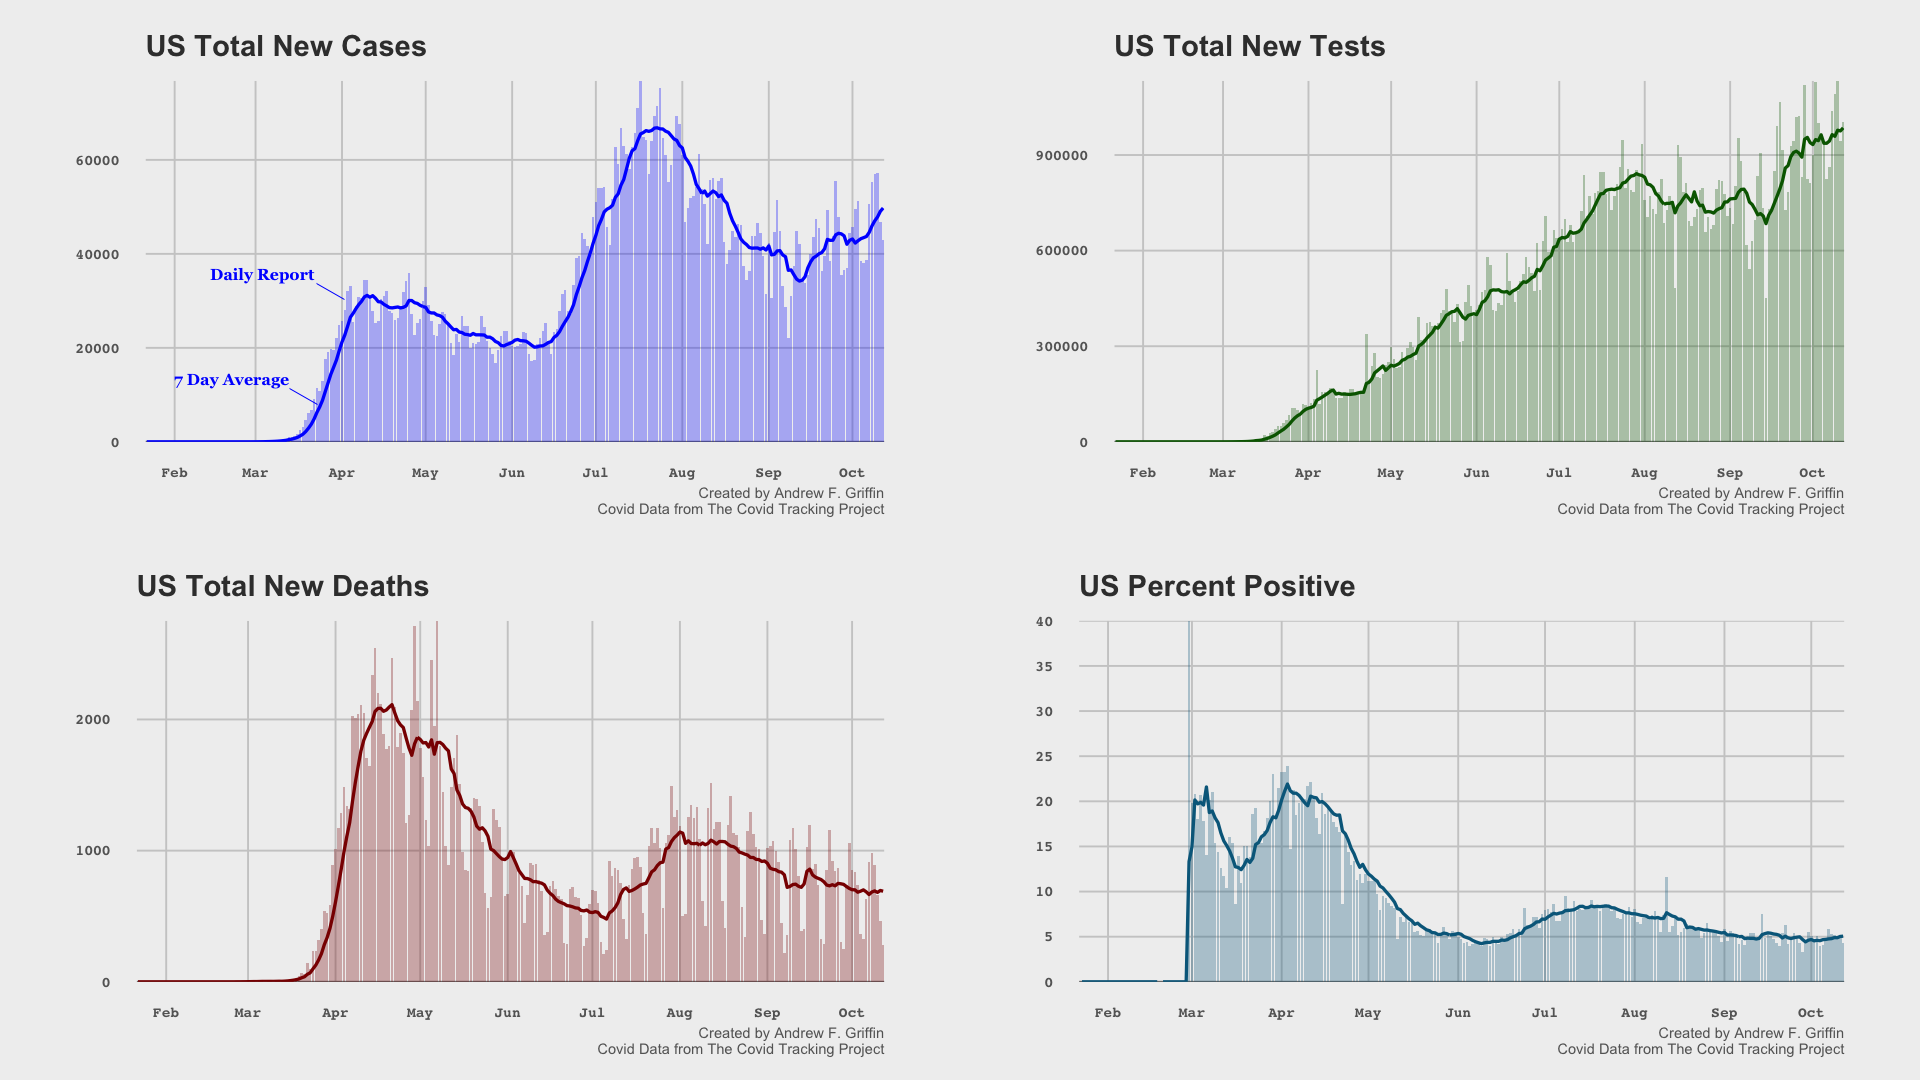 US Total New Cases
60000
40000
20000
0
Daily Report
7 Day Average
Feb Mar Apr May Jun Jul Aug Sep Oct
Created by Andrew F. Griffin
Covid Data from The Covid Tracking Project
US Total New Tests
900000
600000
300000
0
Feb Mar Apr May Jun Jul Aug Sep Oct
Created by Andrew F. Griffin
Covid Data from The Covid Tracking Project
US Total New Deaths
2000
1000
0
Feb Mar Apr May Jun Jul Aug Sep Oct
Created by Andrew F. Griffin
Covid Data from The Covid Tracking Project
US Percent Positive
40
35
30
25
20
15
10
5
0
Feb Mar Apr May Jun Jul Aug Sep Oct
Created by Andrew F. Griffin
Covid Data from The Covid Tracking Project